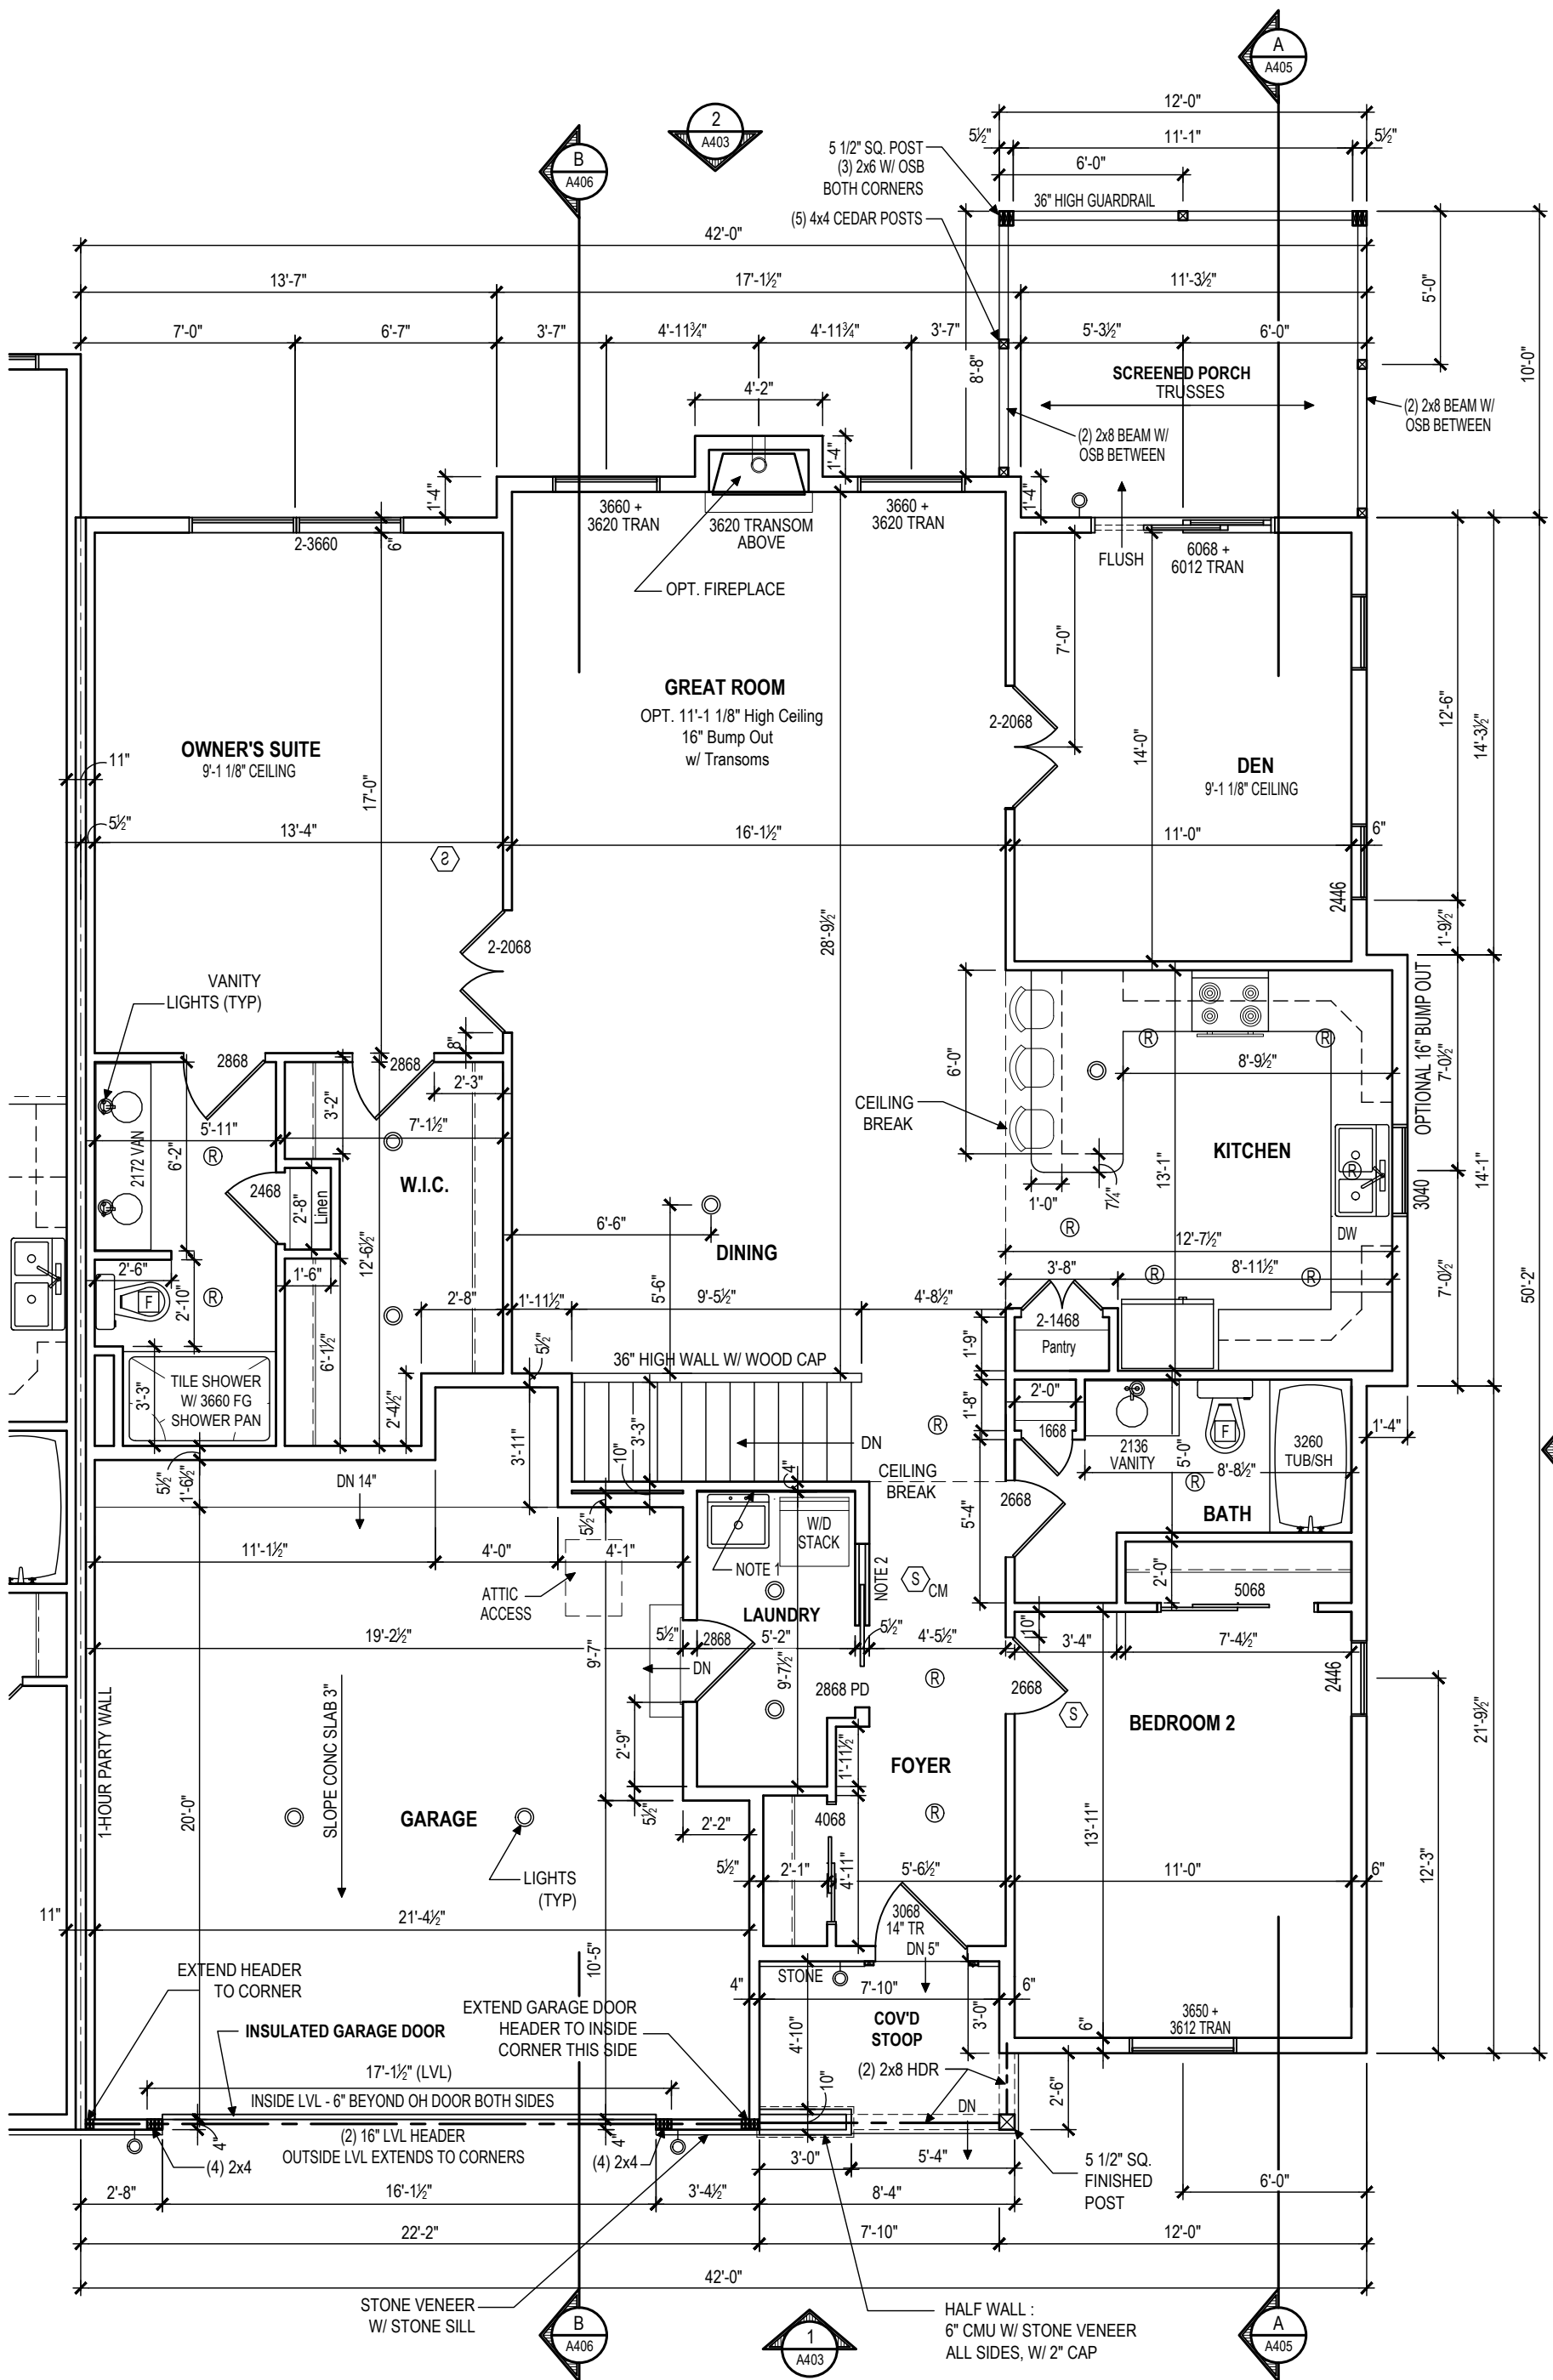 A
A405
2
A403
B
A406
12'-0"
5½"
11'-1"
5½"
6'-0"
5 1/2" SQ. POST
(3) 2x6 W/ OSB
BOTH CORNERS
(5) 4x4 CEDAR POSTS
36" HIGH GUARDRAIL
42'-0"
13'-7"
17'-1½"
11'-3½"
7'-0"
6'-7"
3'-7"
4'-11¾"
4'-11¾"
3'-7"
5'-3½"
6'-0"
8'-8"
5'-0"
10'-0"
SCREENED PORCH
TRUSSES
(2) 2x8 BEAM W/
OSB BETWEEN
(2) 2x8 BEAM W/
OSB BETWEEN
4'-2"
1'-4"
1'-4"
1'-4"
3660 +
3620 TRAN
3620 TRANSOM
ABOVE
3660 +
3620 TRAN
2-3660
6"
OPT. FIREPLACE
FLUSH
6068 +
6012 TRAN
7'-0"
GREAT ROOM
OPT. 11'-1 1/8" High Ceiling
16" Bump Out
w/ Transoms
2-2068
OWNER'S SUITE
9'-1 1/8" CEILING
11"
17'-0"
14'-0"
DEN
9'-1 1/8" CEILING
12'-6"
14'-3½"
5½"
13'-4"
16'-1½"
11'-0"
6"
2
2446
28'-9½"
2-2068
1'-9½"
VANITY
LIGHTS (TYP)
8"
2868
2868
2'-3"
3'-2"
7'-1½"
5'-11"
2172 VAN
6'-2"
R
2468
2'-8"
Linen
W.I.C.
12'-6½"
2'-6"
1'-6"
F
2'-10"
R
2'-8"
6'-1½"
TILE SHOWER
W/ 3660 FG
SHOWER PAN
3'-3"
2'-4½"
6'-0"
CEILING
BREAK
R
R
8'-9½"
KITCHEN
OPTIONAL 16" BUMP OUT
7'-0½"
13'-1"
R
3040
14'-1"
1'-0"
7¼"
R
DW
12'-7½"
3'-8"
8'-11½"
R
R
7'-0½"
50'-2"
6'-6"
DINING
5'-6"
1'-11½"
9'-5½"
4'-8½"
2-1468
Pantry
1'-9"
36" HIGH WALL W/ WOOD CAP
5½"
3'-3"
10"
3'-11"
DN
4"
R
CEILING
BREAK
2'-0"
1'-8"
1668
2136
VANITY
5'-0"
F
8'-8½"
R
3260
TUB/SH
BATH
1'-4"
5½"
1'-6½"
DN 14"
5½"
2668
5'-4"
11'-1½"
4'-0"
4'-1"
ATTIC
ACCESS
W/D
STACK
NOTE 1
NOTE 2
S
CM
2'-0"
5068
LAUNDRY
19'-2½"
9'-7"
5½"
2868
5'-2"
5½"
4'-5½"
10"
3'-4"
7'-4½"
DN
9'-7½"
2868 PD
R
2668
S
BEDROOM 2
2446
1-HOUR PARTY WALL
SLOPE CONC SLAB 3"
2'-9"
1'-11½"
FOYER
21'-9½"
20'-0"
GARAGE
5½"
4068
R
13'-11"
12'-3"
2'-2"
5½"
2'-1"
4'-11"
5'-6½"
11'-0"
6"
LIGHTS
(TYP)
11"
21'-4½"
3068
14" TR
DN 5"
10'-5"
EXTEND HEADER
TO CORNER
STONE
4"
7'-10"
6"
COV'D
STOOP
4'-10"
3'-0"
6"
3650 +
3612 TRAN
INSULATED GARAGE DOOR
EXTEND GARAGE DOOR
HEADER TO INSIDE
CORNER THIS SIDE
(2) 2x8 HDR
17'-1½" (LVL)
INSIDE LVL - 6" BEYOND OH DOOR BOTH SIDES
10"
DN
2'-6"
4"
(2) 16" LVL HEADER
OUTSIDE LVL EXTENDS TO CORNERS
4"
(4) 2x4
(4) 2x4
3'-0"
5'-4"
5 1/2" SQ.
FINISHED
POST
6'-0"
2'-8"
16'-1½"
3'-4½"
8'-4"
22'-2"
7'-10"
12'-0"
42'-0"
STONE VENEER
W/ STONE SILL
HALF WALL :
6" CMU W/ STONE VENEER
ALL SIDES, W/ 2" CAP
B
A406
1
A403
A
A405